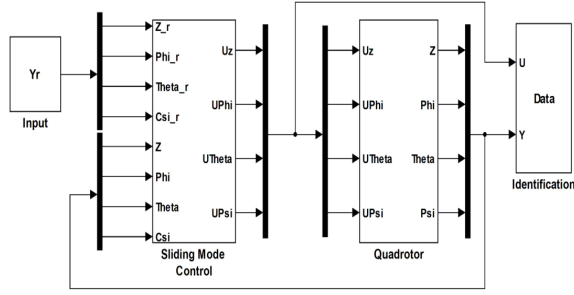 Yr
Input
Z_r
Phi_r
Theta_r
Csi_r
Z
Phi
Theta
Csi
Uz
UPhi
UTheta
UPsi
Sliding Mode
Control
Uz
UPhi
UTheta
UPsi
Z
Phi
Theta
Psi
Quadrotor
U
Data
Y
Identification